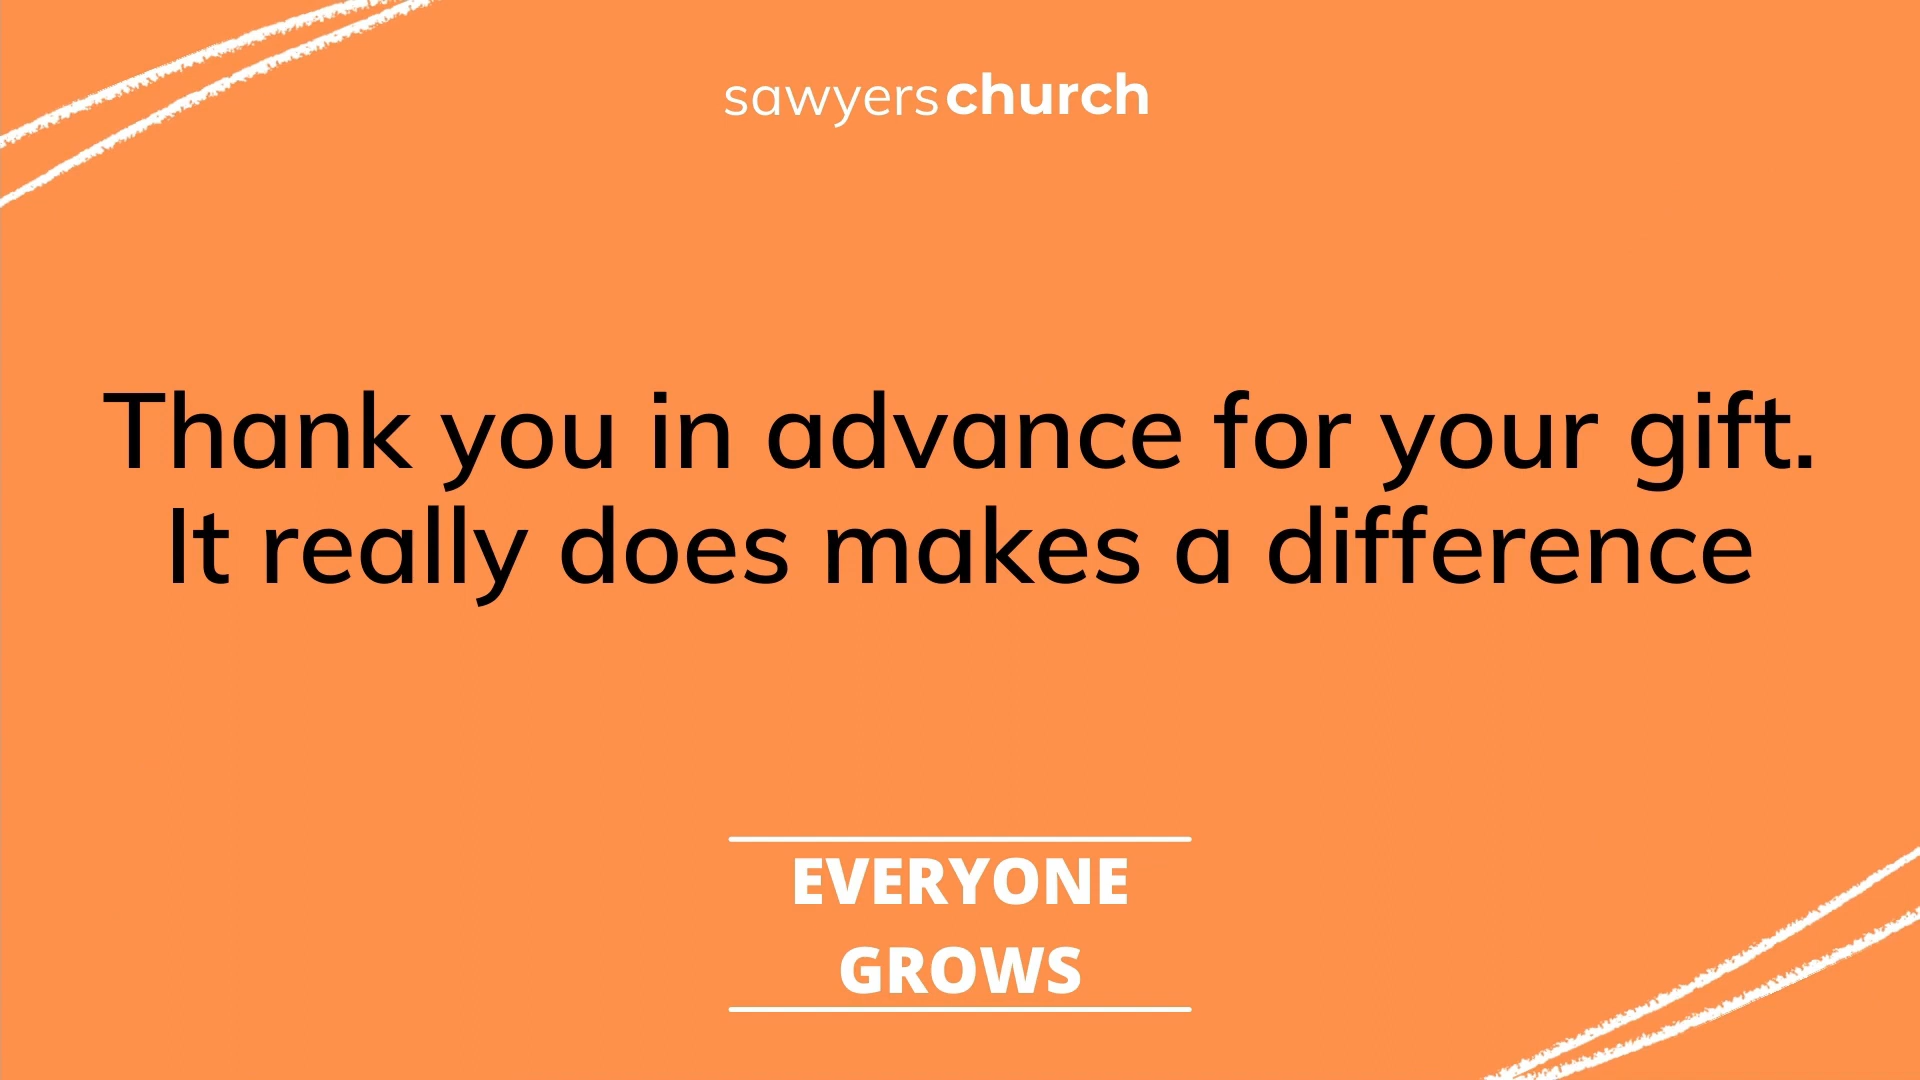 sawyerschurch
Thank you in advance for your gift.
It really does makes a difference
EVERYONE
GROWS